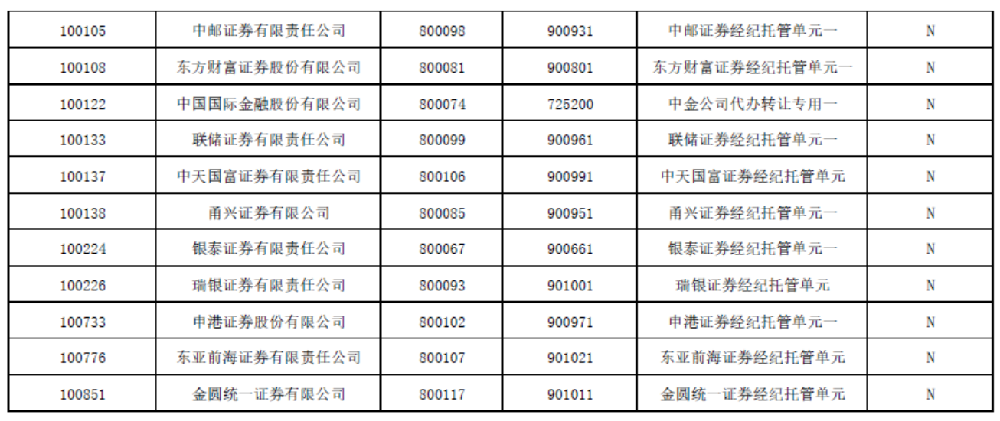 100105 中邮证券有限责任公司 800098 900931 中邮证券经纪托管单元一 N
100108 东方财富证券股份有限公司 800081 900801 东方财富证券经纪托管单元一 N
100122 中国国际金融股份有限公司 800074 725200 中金公司代办转让专用一 N
100133 联储证券有限责任公司 800099 900961 联储证券经纪托管单元一 N
100137 中天国富证券有限责任公司 800106 900991 中天国富证券经纪托管单元 N
100138 甬兴证券有限公司 800085 900951 甬兴证券经纪托管单元一 N
100224 银泰证券有限责任公司 800067 900661 银泰证券经纪托管单元一 N
100226 瑞银证券有限责任公司 800093 901001 瑞银证券经纪托管单元 N
100733 申港证券股份有限公司 800102 900971 申港证券经纪托管单元一 N
100776 东亚前海证券有限责任公司 800107 901021 东亚前海证券经纪托管单元 N
100851 金圆统一证券有限公司 800117 901011 金圆统一证券经纪托管单元 N